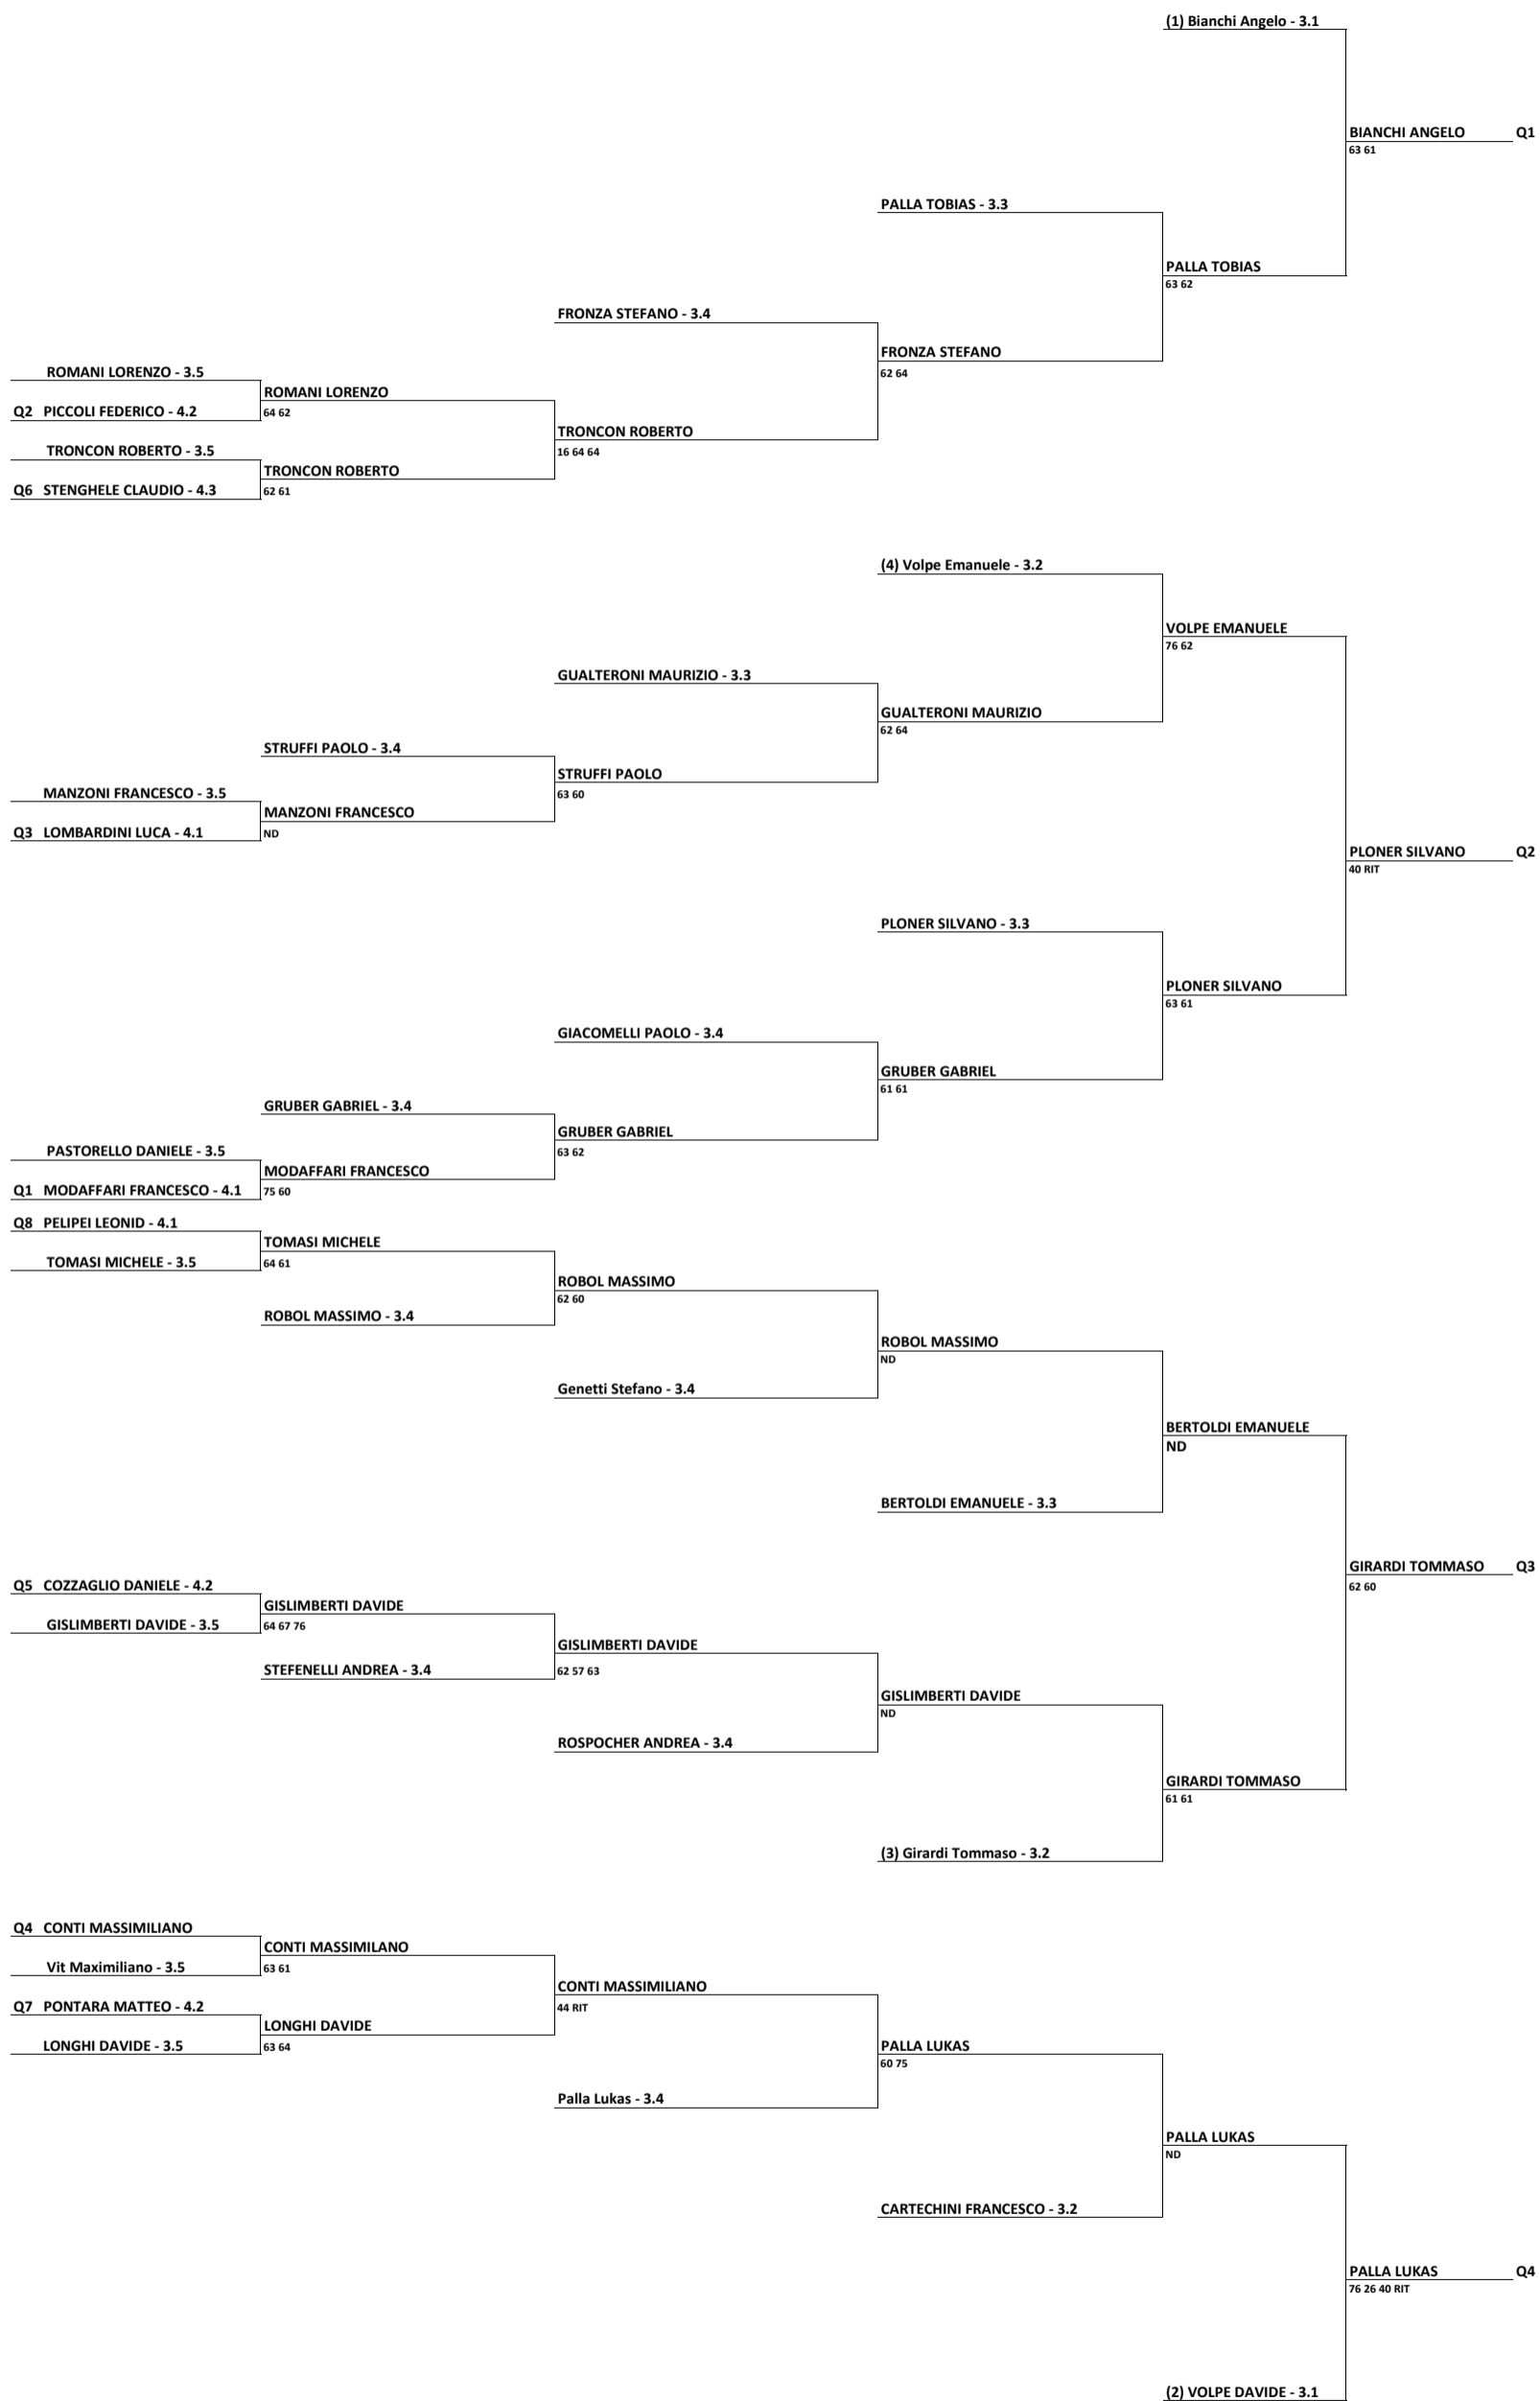 (1) Bianchi Angelo - 3.1
BIANCHI ANGELO Q1
63 61
PALLA TOBIAS - 3.3
PALLA TOBIAS
63 62
FRONZA STEFANO - 3.4
FRONZA STEFANO
62 64
ROMANI LORENZO - 3.5
ROMANI LORENZO
Q2 PICCOLI FEDERICO - 4.2
64 62
TRONCON ROBERTO
16 64 64
TRONCON ROBERTO - 3.5
TRONCON ROBERTO
Q6 STENGHELE CLAUDIO - 4.3
62 61
(4) Volpe Emanuele - 3.2
VOLPE EMANUELE
76 62
GUALTERONI MAURIZIO - 3.3
GUALTERONI MAURIZIO
62 64
STRUFFI PAOLO - 3.4
STRUFFI PAOLO
63 60
MANZONI FRANCESCO - 3.5
MANZONI FRANCESCO
Q3 LOMBARDINI LUCA - 4.1
ND
PLONER SILVANO Q2
40 RIT
PLONER SILVANO - 3.3
PLONER SILVANO
63 61
GIACOMELLI PAOLO - 3.4
GRUBER GABRIEL
61 61
GRUBER GABRIEL - 3.4
GRUBER GABRIEL
63 62
PASTORELLO DANIELE - 3.5
MODAFFARI FRANCESCO
Q1 MODAFFARI FRANCESCO - 4.1
75 60
Q8 PELIPEI LEONID - 4.1
TOMASI MICHELE
TOMASI MICHELE - 3.5
64 61
ROBOL MASSIMO
62 60
ROBOL MASSIMO - 3.4
ROBOL MASSIMO
ND
Genetti Stefano - 3.4
BERTOLDI EMANUELE
ND
BERTOLDI EMANUELE - 3.3
GIRARDI TOMMASO Q3
62 60
Q5 COZZAGLIO DANIELE - 4.2
GISLIMBERTI DAVIDE
GISLIMBERTI DAVIDE - 3.5
64 67 76
GISLIMBERTI DAVIDE
62 57 63
STEFENELLI ANDREA - 3.4
GISLIMBERTI DAVIDE
ND
ROSPOCHER ANDREA - 3.4
GIRARDI TOMMASO
61 61
(3) Girardi Tommaso - 3.2
Q4 CONTI MASSIMILIANO
CONTI MASSIMILANO
Vit Maximiliano - 3.5
63 61
CONTI MASSIMILIANO
44 RIT
Q7 PONTARA MATTEO - 4.2
LONGHI DAVIDE
LONGHI DAVIDE - 3.5
63 64
PALLA LUKAS
60 75
Palla Lukas - 3.4
PALLA LUKAS
ND
CARTECHINI FRANCESCO - 3.2
PALLA LUKAS Q4
76 26 40 RIT
(2) VOLPE DAVIDE - 3.1